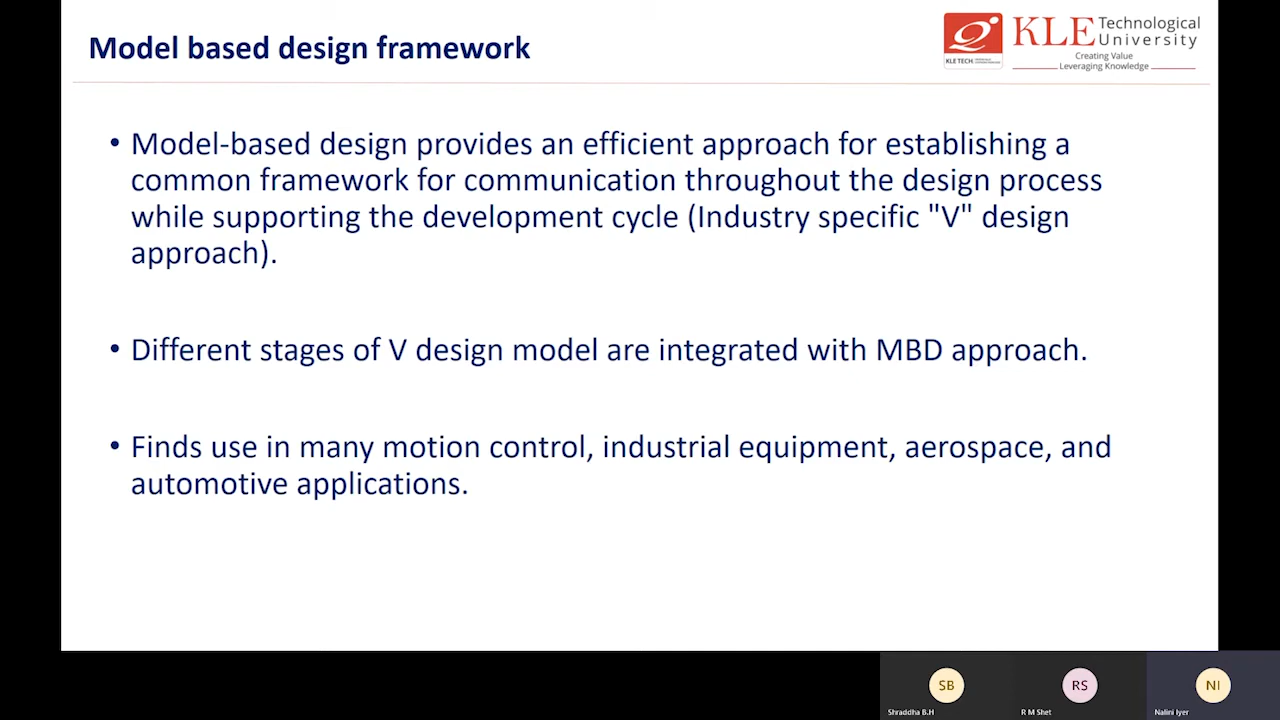 Model based design framework
KLE TECH
KLE Technological University
Creating Value
Leveraging Knowledge
• Model-based design provides an efficient approach for establishing a
common framework for communication throughout the design process
while supporting the development cycle (Industry specific "V" design
approach).
• Different stages of V design model are integrated with MBD approach.
• Finds use in many motion control, industrial equipment, aerospace, and
automotive applications.
SB
RS
NI
Shraddha B.H
R M Shet
Nalini Iyer